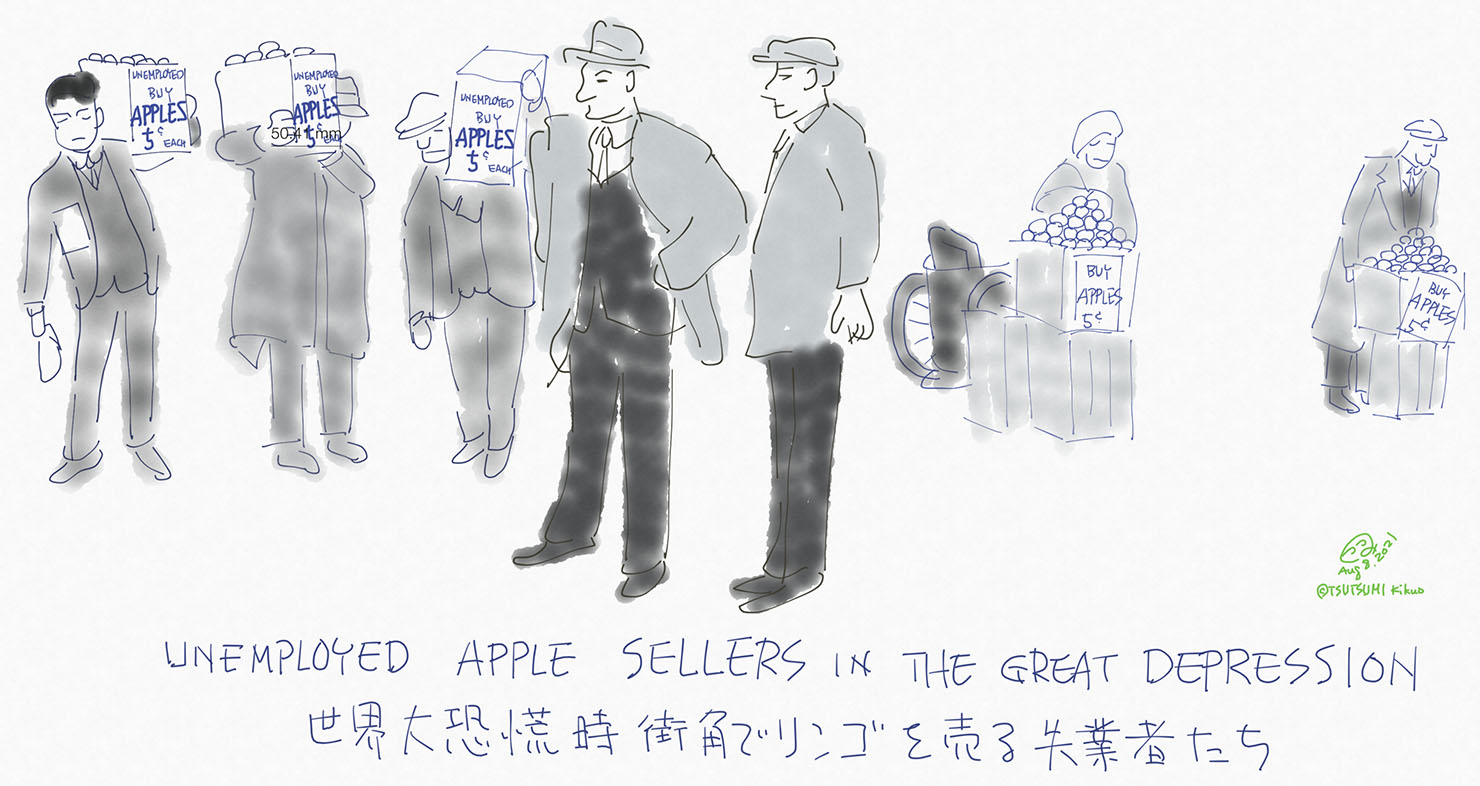 UNEMPLOYED
BUY
APPLES
5¢
EACH
UNEMPLOYED
BUY
APPLES
5¢
EACH
50.41 mm
UNEMPLOYED
BUY
APPLES
5¢
EACH
BUY
APPLES
5¢
BUY
APPLES
5¢
Aug 8. 2021
©TSUTSUMI Kikuo
UNEMPLOYED APPLE SELLERS IN THE GREAT DEPRESSION
世界大恐慌時街角でリンゴを売る失業者たち